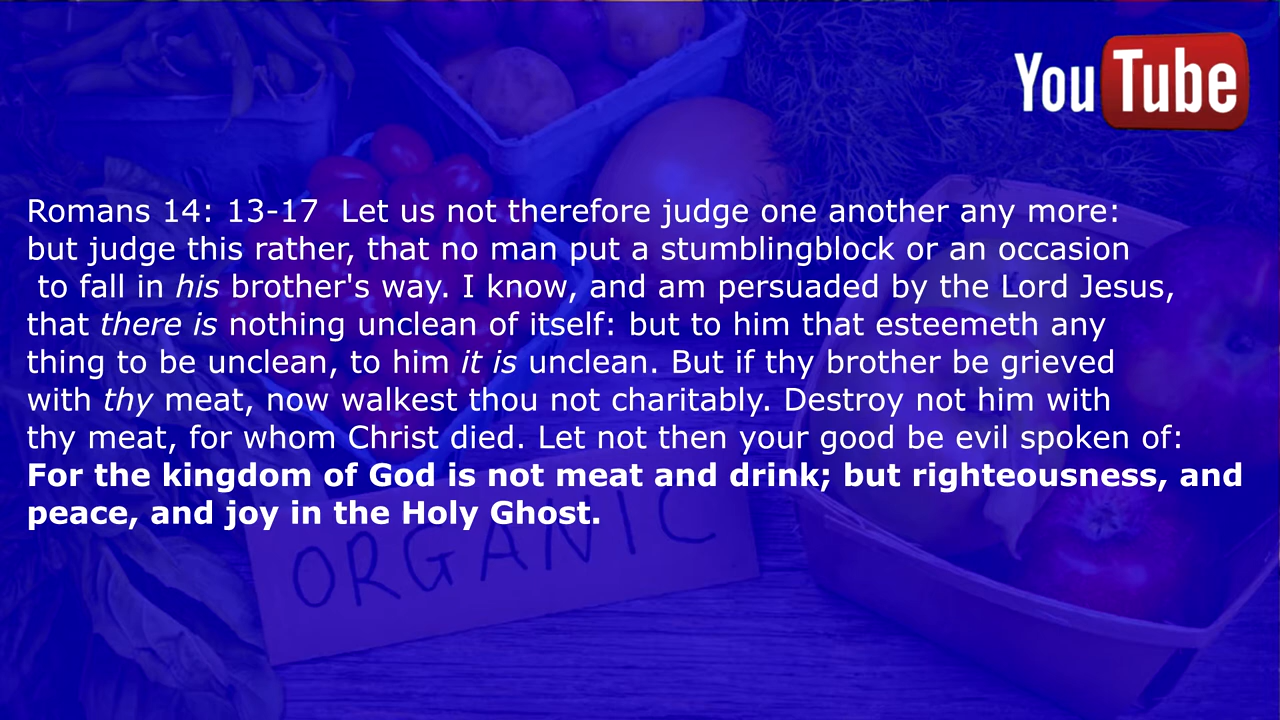 YouTube
Romans 14: 13-17 Let us not therefore judge one another any more:
but judge this rather, that no man put a stumblingblock or an occasion
to fall in his brother's way. I know, and am persuaded by the Lord Jesus,
that there is nothing unclean of itself: but to him that esteemeth any
thing to be unclean, to him it is unclean. But if thy brother be grieved
with thy meat, now walkest thou not charitably. Destroy not him with
thy meat, for whom Christ died. Let not then your good be evil spoken of:
For the kingdom of God is not meat and drink; but righteousness, and
peace, and joy in the Holy Ghost.
ORGANIC